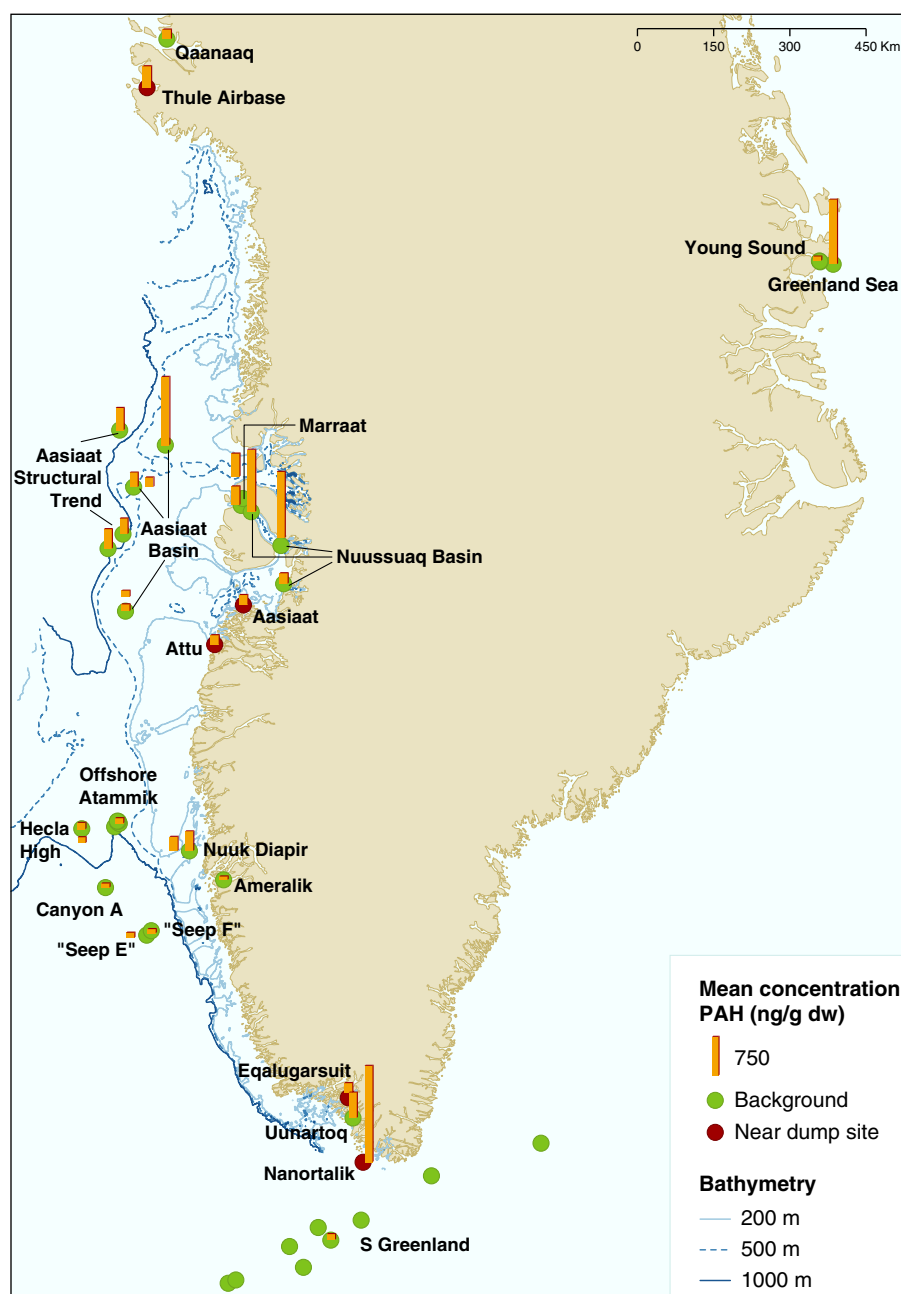 0 150 300 450 Km
Qaanaaq
Thule Airbase
Young Sound
Greenland Sea
Marraat
Aasiaat
Structural
Trend
Aasiaat
Basin
Nuussuaq Basin
Aasiaat
Attu
Offshore
Atammik
Hecla
High
Nuuk Diapir
Ameralik
Canyon A
"Seep F"
"Seep E"
Eqalugarsuit
Uunartoq
Nanortalik
S Greenland
Mean concentration
PAH (ng/g dw)
750
Background
Near dump site
Bathymetry
200 m
500 m
1000 m